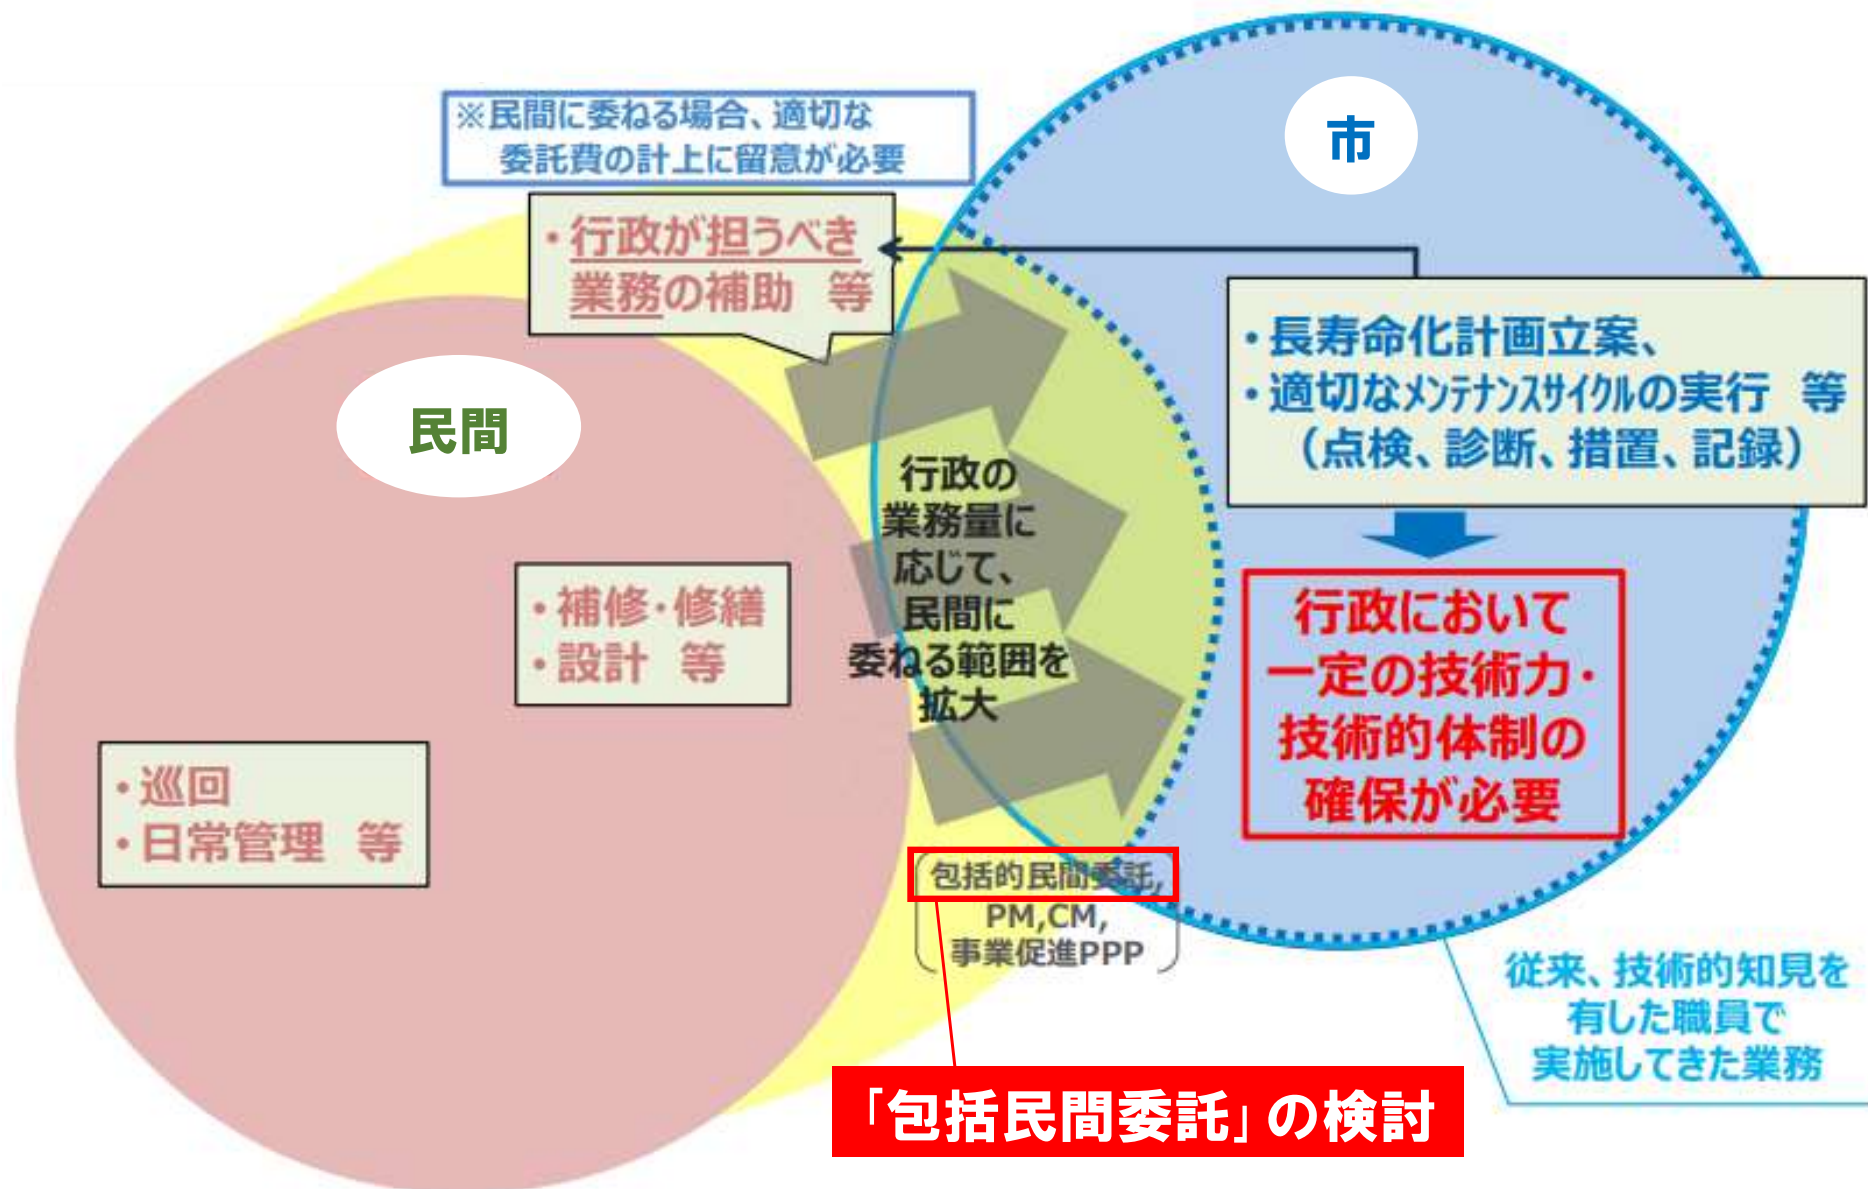 ※民間に委ねる場合、適切な
委託費の計上に留意が必要
市
・行政が担うべき
業務の補助 等
・長寿命化計画立案、
・適切なメンテナンスサイクルの実行 等
(点検、診断、措置、記録)
民間
行政の
業務量に
応じて、
民間に
委ねる範囲を
拡大
・補修・修繕
・設計 等
行政において
一定の技術力・
技術的体制の
確保が必要
・巡回
・日常管理 等
包括的民間委託,
PM,CM,
事業促進PPP
従来、技術的知見を
有した職員で
実施してきた業務
「包括民間委託」の検討